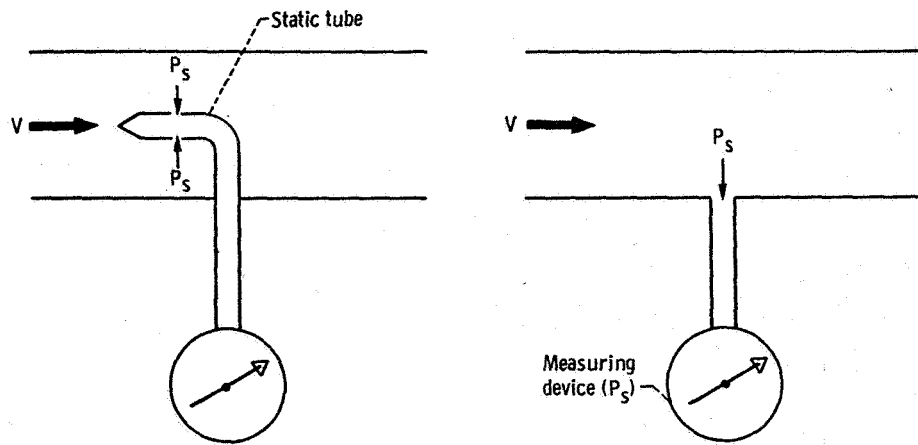 Static tube
P_s
V
P_s
V
P_s
Measuring
device (P_s)